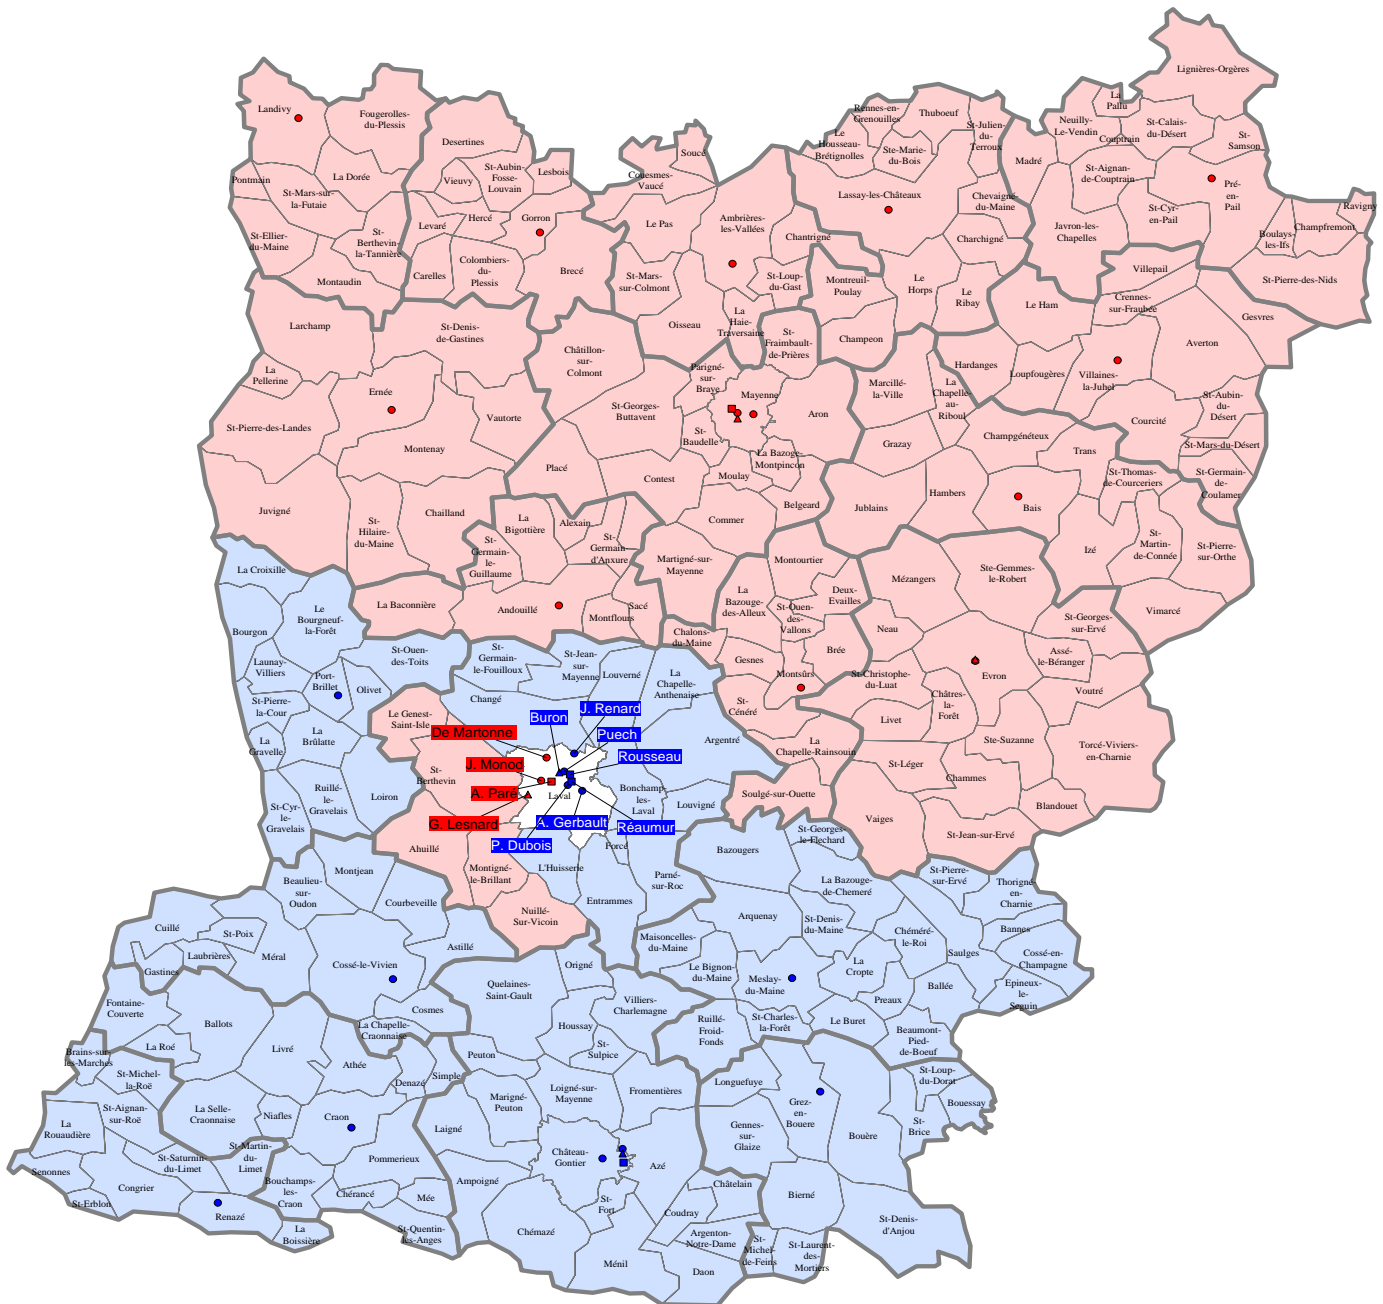 Lignières-Orgères
Landivy
Fougerolles-
du-Plessis
La
Pallu
Rennes-en-
Grenouilles
Thuboeuf
Neuilly-
Le-Vendin
St-Calais-
du-Désert
St-Julien-
du-
Terroux
Couptrain
St-
Samson
Desertines
Le
Housseau-
Brétignolles
Ste-Marie-
du-Bois
Soucé
Madré
St-Aignan-
de-Couptrain
St-Aubin-
Fosse-
Louvain
Lesbois
Vieuvy
Couesmes-
Vaucé
Pontmain
La Dorée
St-Mars-sur-
la-Futaie
Lassay-les-Châteaux
Chevaigné-
du-Maine
Pré-
en-
Pail
Ravigny
St-Cyr-
en-Pail
Hercé
Gorron
Levaré
Le Pas
Ambrières-
les-Vallées
Javron-les-
Chapelles
Boulays-
les-Ifs
Champfremont
St-Ellier-
du-Maine
St-
Berthevin-
la-Tannière
Chantrigné
Charchigné
Colombiers-
du-
Plessis
Carelles
Brecé
Montaudin
St-Mars-
sur-Colmont
St-Loup-
du-Gast
Montreuil-
Poulay
Le
Horps
Le
Ribay
Villepail
St-Pierre-des-Nids
Le Ham
Crennes-
sur-Fraubée
Gesvres
Larchamp
St-Denis-
de-Gastines
Oisseau
La
Haie-
Traversaine
St-
Fraimbault-
de-Prières
Champeon
Averton
Châtillon-
sur-
Colmont
Hardanges
Loupfougères
Villaines-
la-Juhel
La
Pellerine
Parigné-
sur-
Braye
Mayenne
Marcillé-
la-Ville
La
Chapelle-
au-
Riboul
Ernée
St-Aubin-
du-
Désert
St-Georges-
Buttavent
Aron
Courcité
Vautorte
St-Pierre-des-Landes
St-
Baudelle
Grazay
Champgénéteux
Trans
St-Mars-du-Désert
Montenay
La Bazoge-
Montpincon
Placé
Contest
Moulay
St-Thomas-
de-Courceriers
St-Germain-
de-
Coulamer
Belgeard
Jublains
Hambers
Bais
Juvigné
Chailland
La
Bigottière
Alexain
Commer
St-
Hilaire-
du-Maine
St-
Germain-
d'Anxure
St-
Germain-
le-
Guillaume
St-
Martin-
de-Connée
Izé
St-Pierre-
sur-Orthe
Martigné-sur-
Mayenne
Montourtier
La Croixille
Mézangers
Ste-Gemmes-
le-Robert
Deux-
Evailles
La Baconnière
Andouillé
Montflours
Sacé
La
Bazouge-
des-Alleux
St-Ouen-
des-
Vallons
Vimarcé
Le
Bourgneuf-
la-Forêt
St-Georges-
sur-Ervé
Bourgon
Neau
Chalons-
du-Maine
Brée
Assé-
le-Béranger
St-Ouen-
des-Toits
St-
Germain-
le-Fouilloux
St-Jean-
sur-
Mayenne
Louverné
La
Chapelle-
Anthenaise
Gesnes
Montsûrs
St-Christophe-
du-Luat
Evron
Launay-
Villiers
Port-
Brillet
Olivet
Changé
Voutré
St-Pierre-
la-Cour
Châtres-
la-
Forêt
St-
Cénéré
Livet
Le Genest-
Saint-Isle
J. Renard
Buron
De Martonne
Puech
La
Gravelle
La
Brûlatte
Argentré
La
Chapelle-Rainsouin
Ste-Suzanne
Torcé-Viviers-
en-Charnie
Rousseau
J. Monod
St-
Berthevin
St-Léger
Chammes
Ruillé-
le-
Gravelais
Loiron
A. Paré
Laval
Bonchamp
les-
Laval
Louvigné
Soulgé-sur-Ouette
Blandouet
St-Cyr-
le-
Gravelais
G. Lesnard
A. Gerbault
Réaumur
Vaiges
St-Jean-sur-Ervé
P. Dubois
Forcé
Ahuillé
St-Georges-
le-Flechard
Bazougers
Montjean
Montigné-
le-Brillant
L'Huisserie
Parné-
sur-Roc
La Bazouge-
de-Chemeré
St-Pierre-
sur-Ervé
Thorigné-
en-
Charnie
Beaulieu-
sur-
Oudon
Courbeveille
Entrammes
Nuillé-
Sur-Vicoin
Arquenay
St-Denis-
du-Maine
Bannes
Cuillé
St-Poix
Chéméré-
le-Roi
Maisoncelles-
du-Maine
Astillé
Laubrières
Méral
Saulges
Cossé-en-
Champagne
Gastines
Cossé-le-Vivien
Origné
Le Bignon-
du-Maine
La
Cropte
Meslay-
du-Maine
Ballée
Epineux-
le-
Seguin
Quelaines-
Saint-Gault
Fontaine-
Couverte
Villiers-
Charlemagne
Preaux
Cosmes
Ballots
La Chapelle-
Craonnaise
Houssay
Ruillé-
Froid-
Fonds
St-Charles-
la-Forêt
Le Buret
Beaumont-
Pied-
de-Boeuf
La Roé
Livré
Brains-sur-
les-Marches
St-
Sulpice
Peuton
Athée
St-Michel-
la-Roë
Simple
Denazé
Loigné-sur-
Mayenne
Fromentières
Longuefuye
St-Loup-
du-Dorat
Grez-
en-
Bouere
Bouessay
St-Aignan-
sur-Roë
La Selle-
Craonnaise
Niafles
Craon
Marigné-
Peuton
La
Rouaudière
Laigné
Gennes-
sur-
Glaize
St-
Brice
Bouère
St-Martin-
du-
Limet
St-Saturnin-
du-Limet
Pommerieux
Château-
Gontier
Azé
Senonnes
Ampoigné
Congrier
Bouchamps-
les-
Craon
Chérancé
Mée
Châtelain
Bierné
St-Erblon
St-
Fort
Coudray
Renazé
St-Denis-
d'Anjou
La
Boissière
St-Quentin-
les-Anges
Chémazé
Argenton-
Notre-Dame
St-
Michel-
de-Feins
St-Laurent-
des-
Mortiers
Ménil
Daon